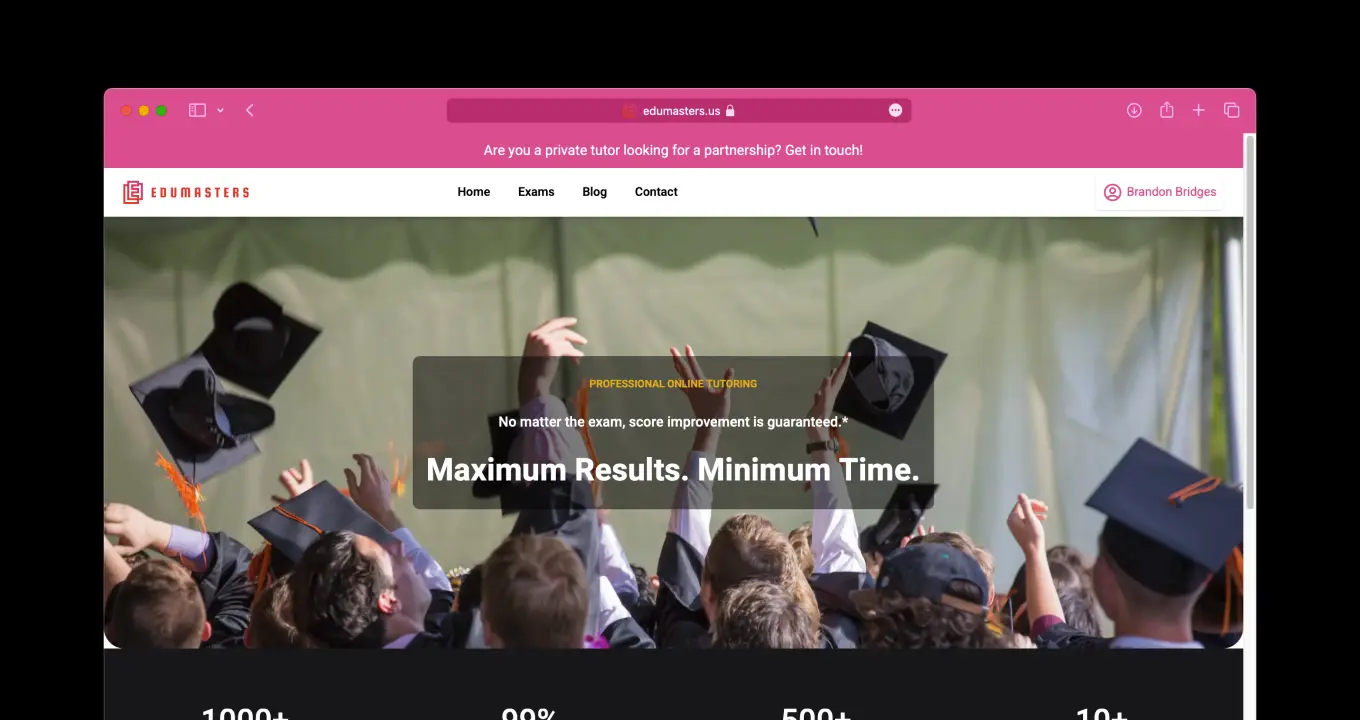 edumasters.us
Are you a private tutor looking for a partnership? Get in touch!
EDUMASTERS
Home
Exams
Blog
Contact
Brandon Bridges
PROFESSIONAL ONLINE TUTORING
No matter the exam, score improvement is guaranteed.*
Maximum Results. Minimum Time.
1000+
99%
500+
10+